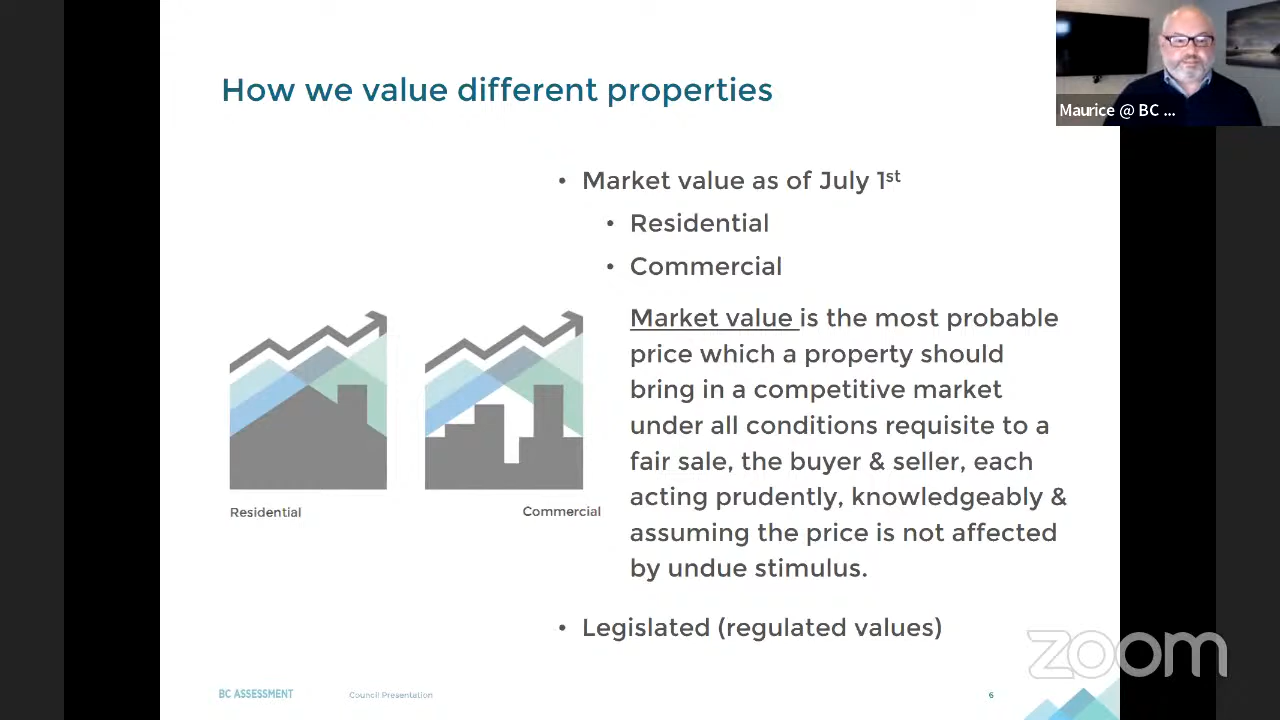 How we value different properties
Maurice @ BC ...
• Market value as of July 1st
• Residential
• Commercial
Market value is the most probable
price which a property should
bring in a competitive market
under all conditions requisite to a
fair sale, the buyer & seller, each
acting prudently, knowledgeably &
assuming the price is not affected
by undue stimulus.
Residential
Commercial
• Legislated (regulated values)
zoom
BC ASSESSMENT
Council Presentation
6